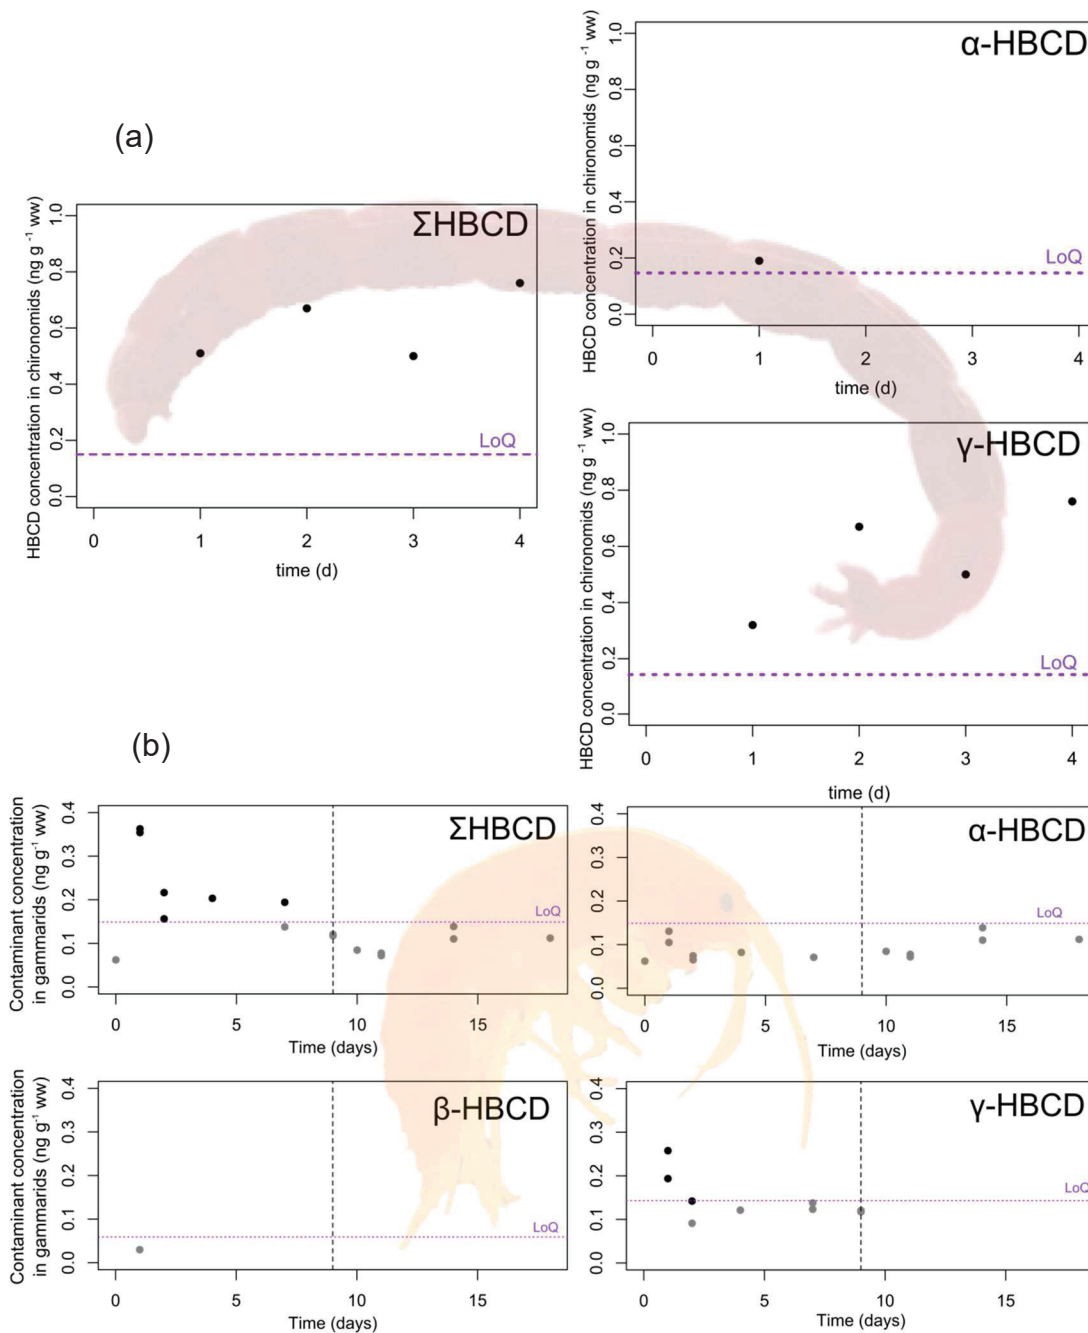 (a)
HBCD concentration in chironomids (ng g -1 ww)
0.0 0.2 0.4 0.6 0.8 1.0
ΣHBCD
LoQ
0 1 2 3 4
time (d)
HBCD concentration in chironomids (ng g -1 ww)
0.0 0.2 0.4 0.6 0.8 1.0
α-HBCD
LoQ
0 1 2 3 4
time (d)
HBCD concentration in chironomids (ng g -1 ww)
0.0 0.2 0.4 0.6 0.8 1.0
γ-HBCD
LoQ
0 1 2 3 4
time (d)
(b)
Contaminant concentration
in gammarids (ng g⁻¹ ww)
0.0 0.1 0.2 0.3 0.4
ΣHBCD
LoQ
0 5 10 15
Time (days)
0.0 0.1 0.2 0.3 0.4
α-HBCD
LoQ
0 5 10 15
Time (days)
Contaminant concentration
in gammarids (ng g⁻¹ ww)
0.0 0.1 0.2 0.3 0.4
β-HBCD
LoQ
0 5 10 15
Time (days)
0.0 0.1 0.2 0.3 0.4
γ-HBCD
LoQ
0 5 10 15
Time (days)